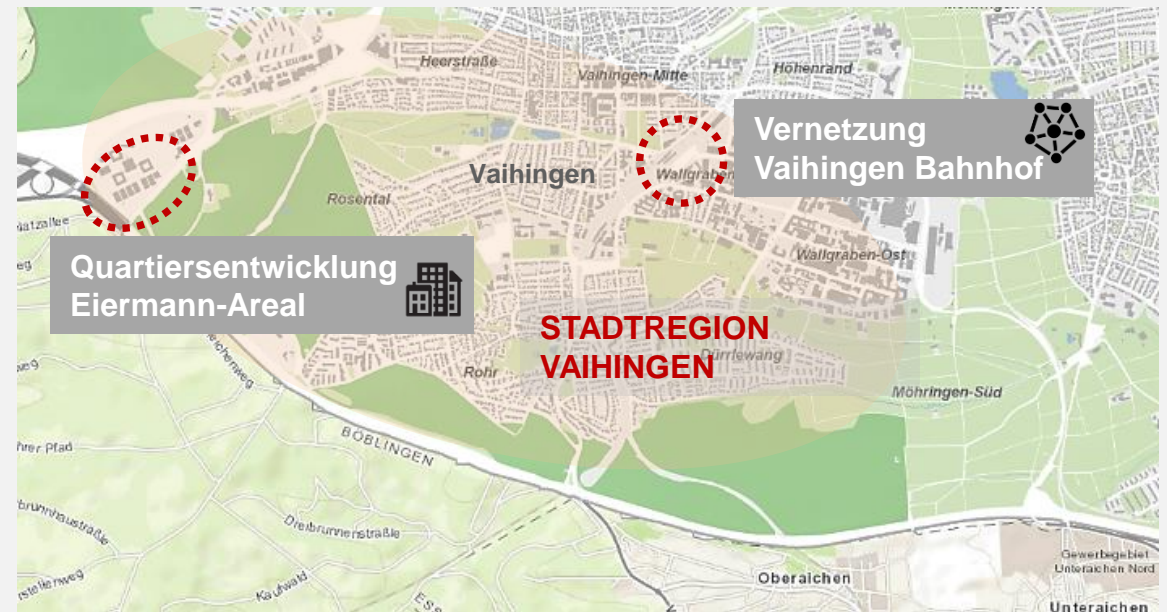 Heerstraße
Vaihingen-Mitte
Höhenrand
Vernetzung
Vaihingen Bahnhof
Vaihingen
Wallgraben
Rosental
Quartiersentwicklung
Eiermann-Areal
Wallgraben-Ost
STADTREGION
VAIHINGEN
Dürrlewang
Rohr
Möhringen-Süd
BÖBLINGEN
Dreibrunnenstraße
Kaufwald
Oberaichen
Gewerbegebiet
Unteraichen Nord
Unteraichen